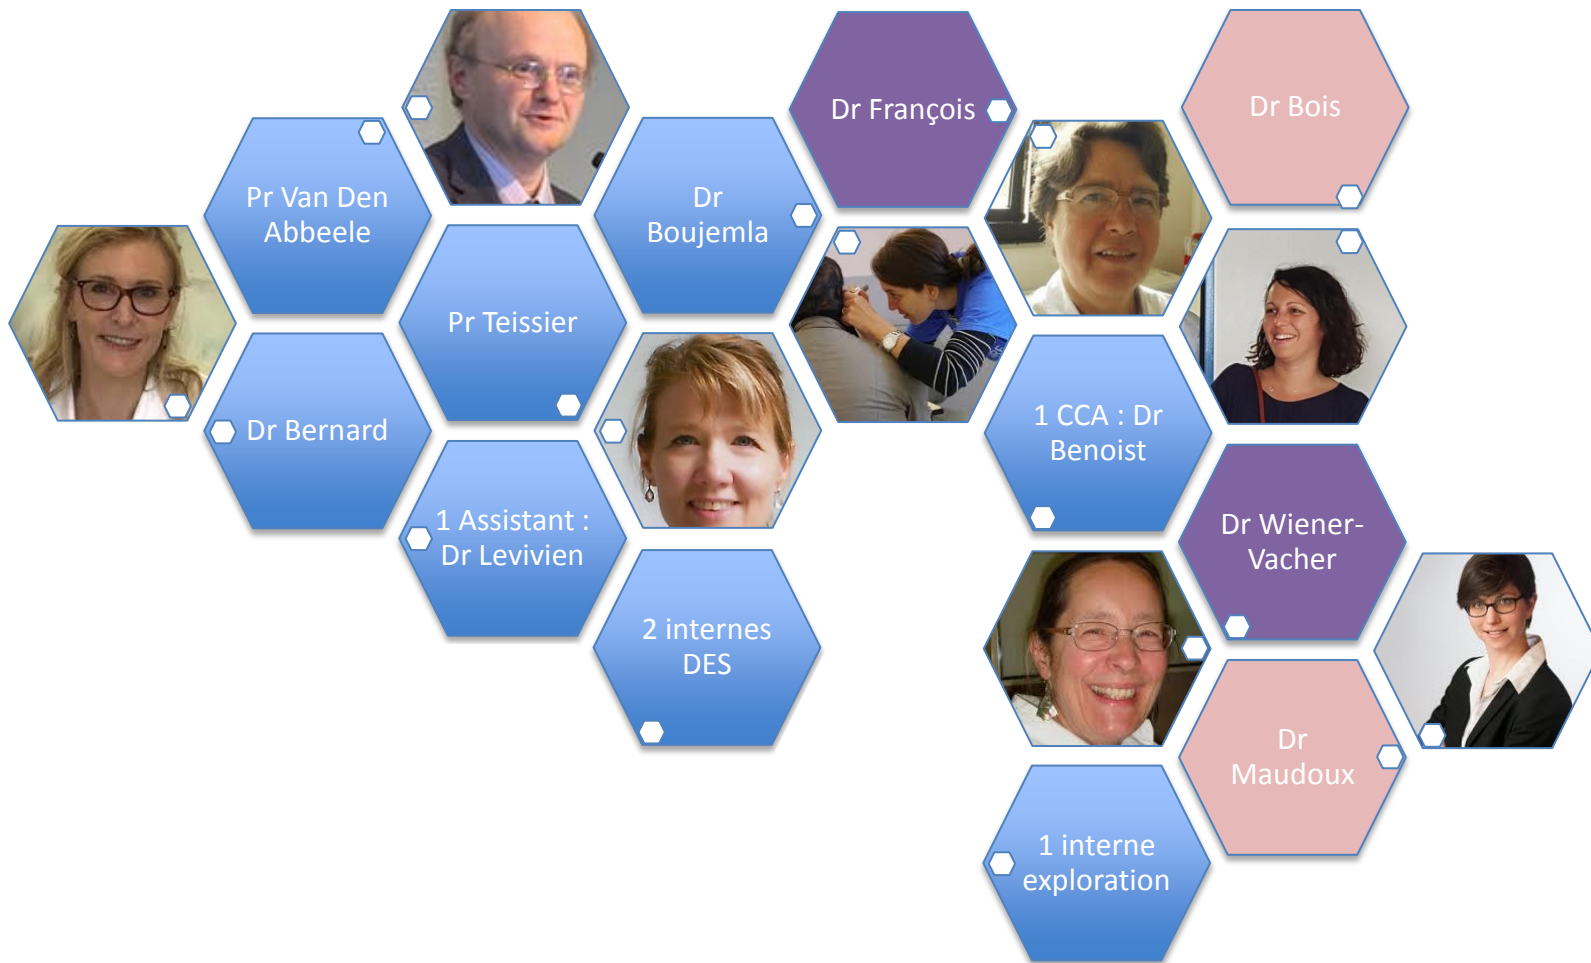 Dr François
Dr Bois
Pr Van Den
Abbeele
Dr
Boujemla
Pr Teissier
Dr Bernard
1 CCA : Dr
Benoist
1 Assistant :
Dr Levivien
Dr Wiener-
Vacher
2 internes
DES
Dr
Maudoux
1 interne
exploration